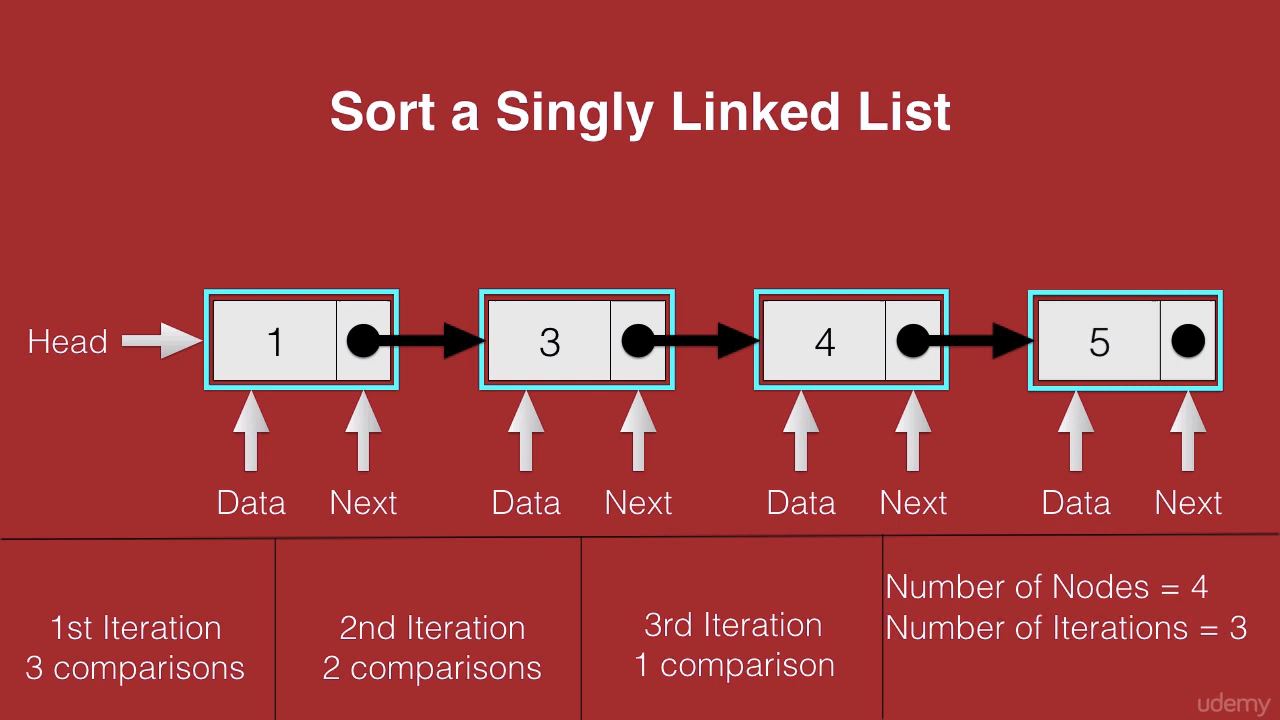 Sort a Singly Linked List
Head
1
3
4
5
Data Next Data Next Data Next Data Next
1st Iteration
3 comparisons
2nd Iteration
2 comparisons
3rd Iteration
1 comparison
Number of Nodes = 4
Number of Iterations = 3
udemy